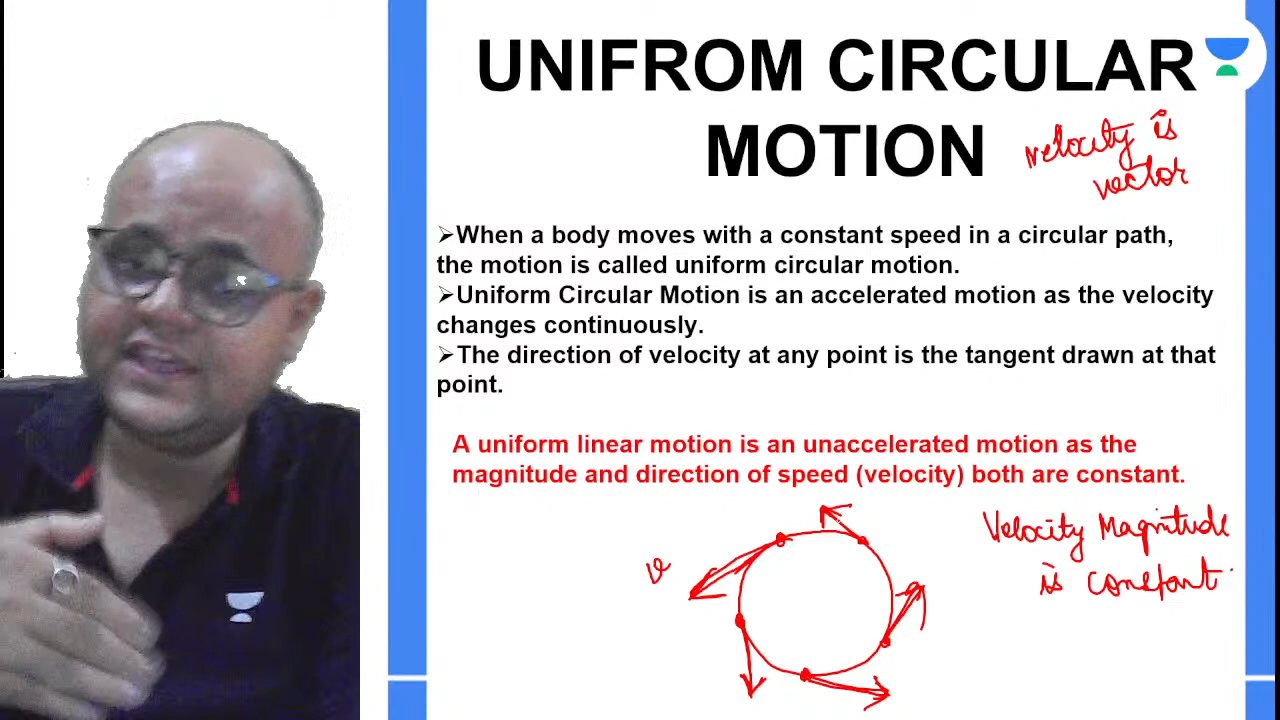 UNIFROM CIRCULAR
MOTION
velocity is
vector
➢When a body moves with a constant speed in a circular path,
the motion is called uniform circular motion.
➢Uniform Circular Motion is an accelerated motion as the velocity
changes continuously.
➢The direction of velocity at any point is the tangent drawn at that
point.
A uniform linear motion is an unaccelerated motion as the
magnitude and direction of speed (velocity) both are constant.
Velocity Magnitude
is constant
v